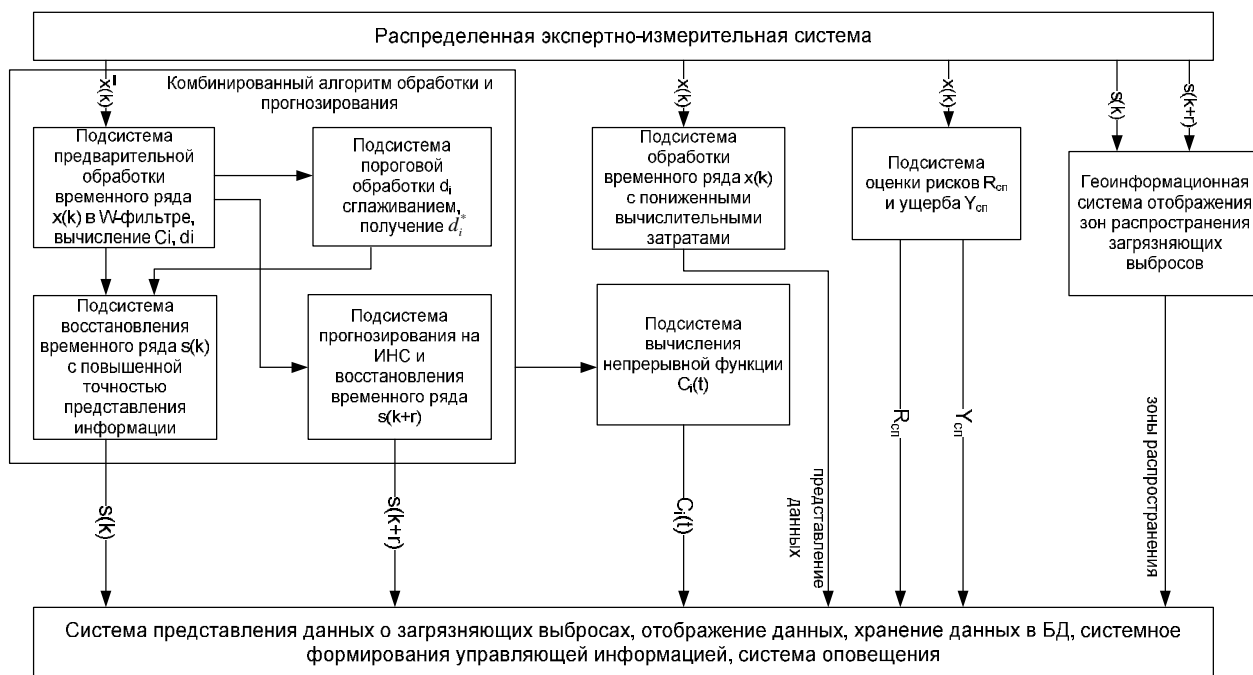 Распределенная экспертно-измерительная система
x(k)
Комбинированный алгоритм обработки и
прогнозирования
x(k)
x(k)
s(k)
s(k+r)
Подсистема
предварительной
обработки
временного ряда
x(k) в W-фильтре,
вычисление Ci, di
Подсистема
пороговой
обработки di
сглаживанием,
получение d*i
Подсистема
обработки
временного ряда x(k)
с пониженными
вычислительными
затратами
Подсистема
оценки рисков Rсп
и ущерба Yсп
Геоинформационная
система отображения
зон распространения
загрязняющих
выбросов
Подсистема
восстановления
временного ряда s(k)
с повышенной
точностью
представления
информации
Подсистема
прогнозирования на
ИНС и
восстановления
временного ряда
s(k+r)
Подсистема
вычисления
непрерывной функции
Ci(t)
s(k)
s(k+r)
Ci(t)
представление
данных
Rсп
Yсп
зоны распространения
Система представления данных о загрязняющих выбросах, отображение данных, хранение данных в БД, системное
формирования управляющей информацией, система оповещения